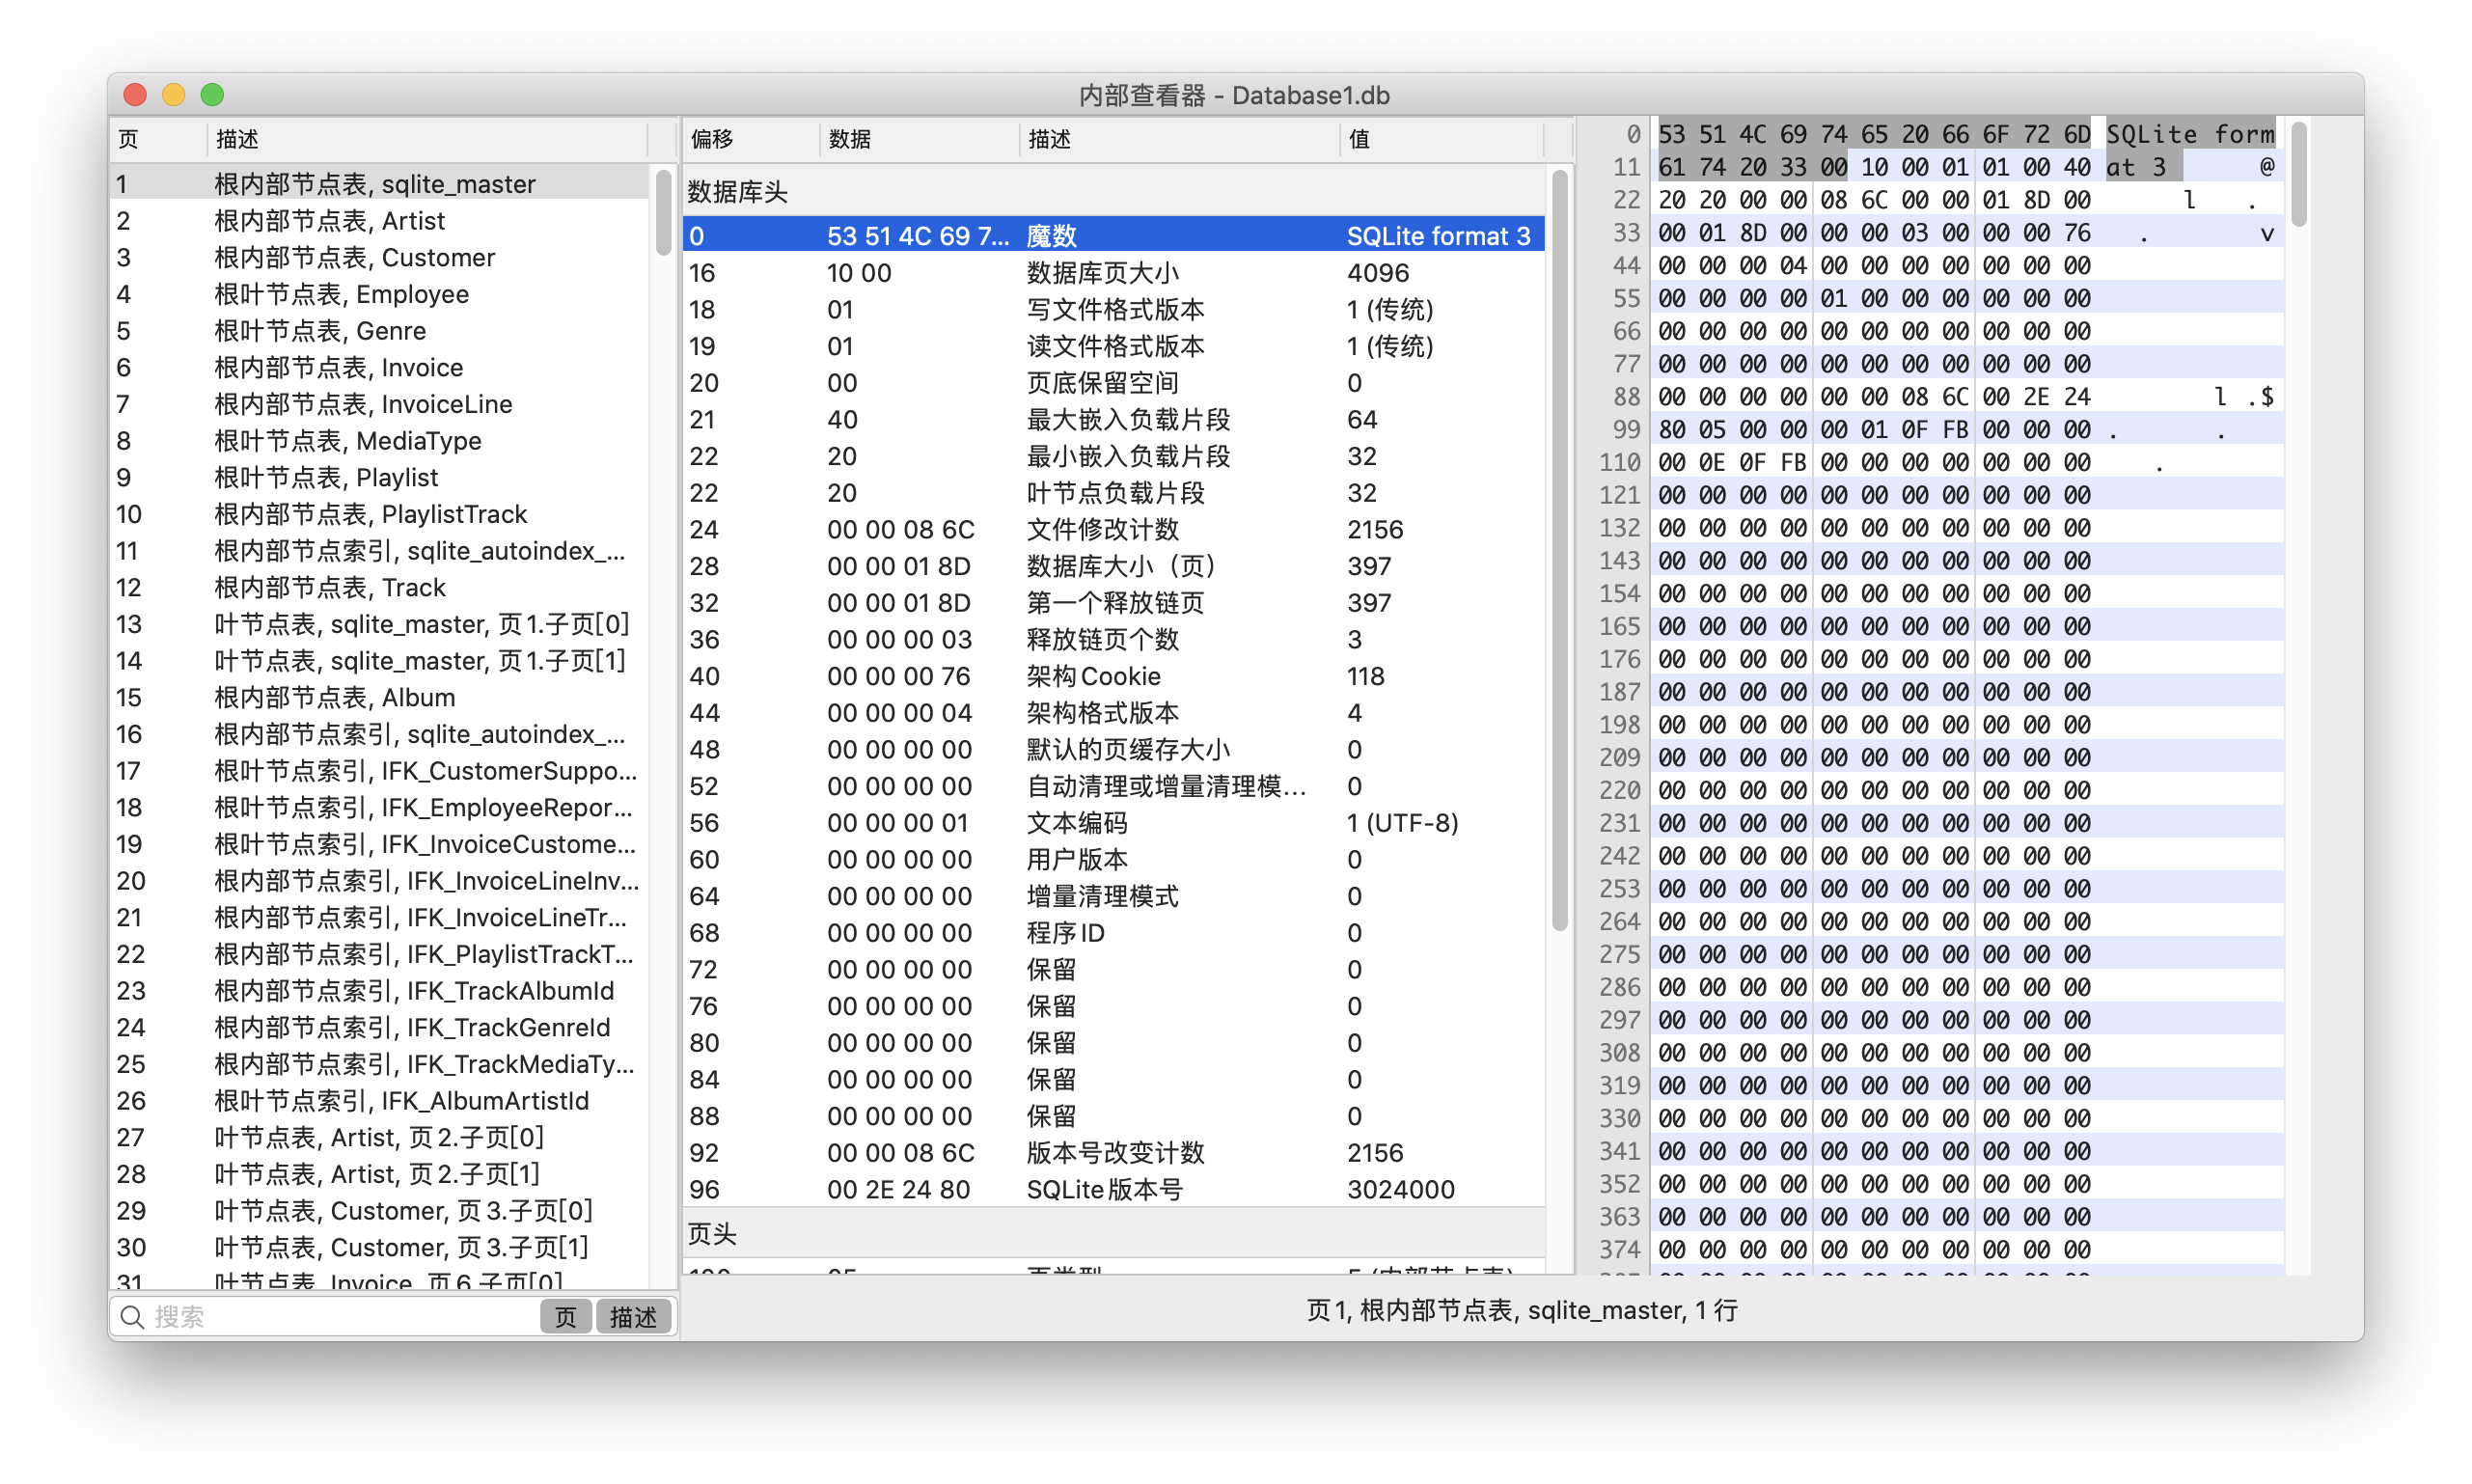 内部查看器 - Database1.db
页 描述
1 根内部节点表, sqlite_master
2 根内部节点表, Artist
3 根内部节点表, Customer
4 根叶节点表, Employee
5 根叶节点表, Genre
6 根内部节点表, Invoice
7 根内部节点表, InvoiceLine
8 根叶节点表, MediaType
9 根叶节点表, Playlist
10 根内部节点表, PlaylistTrack
11 根内部节点索引, sqlite_autoindex_...
12 根内部节点表, Track
13 叶节点表, sqlite_master, 页1.子页[0]
14 叶节点表, sqlite_master, 页1.子页[1]
15 根内部节点表, Album
16 根内部节点索引, sqlite_autoindex_...
17 根叶节点索引, IFK_CustomerSuppo...
18 根叶节点索引, IFK_EmployeeRepor...
19 根叶节点索引, IFK_InvoiceCustome...
20 根内部节点索引, IFK_InvoiceLineInv...
21 根内部节点索引, IFK_InvoiceLineTr...
22 根内部节点索引, IFK_PlaylistTrackT...
23 根内部节点索引, IFK_TrackAlbumId
24 根内部节点索引, IFK_TrackGenreId
25 根内部节点索引, IFK_TrackMediaTy...
26 根叶节点索引, IFK_AlbumArtistId
27 叶节点表, Artist, 页2.子页[0]
28 叶节点表, Artist, 页2.子页[1]
29 叶节点表, Customer, 页3.子页[0]
30 叶节点表, Customer, 页3.子页[1]
31 叶节点表, Invoice, 页6.子页[0]
搜索 页 描述
偏移 数据 描述 值
数据库头
0 53 51 4C 69 7... 魔数 SQLite format 3
16 10 00 数据库页大小 4096
18 01 写文件格式版本 1 (传统)
19 01 读文件格式版本 1 (传统)
20 00 页底保留空间 0
21 40 最大嵌入负载片段 64
22 20 最小嵌入负载片段 32
22 20 叶节点负载片段 32
24 00 00 08 6C 文件修改计数 2156
28 00 00 01 8D 数据库大小（页） 397
32 00 00 01 8D 第一个释放链页 397
36 00 00 00 03 释放链页个数 3
40 00 00 00 76 架构Cookie 118
44 00 00 00 04 架构格式版本 4
48 00 00 00 00 默认的页缓存大小 0
52 00 00 00 00 自动清理或增量清理模... 0
56 00 00 00 01 文本编码 1 (UTF-8)
60 00 00 00 00 用户版本 0
64 00 00 00 00 增量清理模式 0
68 00 00 00 00 程序ID 0
72 00 00 00 00 保留 0
76 00 00 00 00 保留 0
80 00 00 00 00 保留 0
84 00 00 00 00 保留 0
88 00 00 00 00 保留 0
92 00 00 08 6C 版本号改变计数 2156
96 00 2E 24 80 SQLite版本号 3024000
页头
100 05 页类型 5 (内部节点表)
0 53 51 4C 69 74 65 20 66 6F 72 6D SQLite form
11 61 74 20 33 00 10 00 01 01 00 40 at 3 @
22 20 20 00 00 08 6C 00 00 01 8D 00 l .
33 00 01 8D 00 00 00 03 00 00 00 76 . v
44 00 00 00 04 00 00 00 00 00 00 00
55 00 00 00 00 01 00 00 00 00 00 00
66 00 00 00 00 00 00 00 00 00 00 00
77 00 00 00 00 00 00 00 00 00 00 00
88 00 00 00 00 00 00 08 6C 00 2E 24 l .$
99 80 05 00 00 00 01 0F FB 00 00 00 . .
110 00 0E 0F FB 00 00 00 00 00 00 00 .
121 00 00 00 00 00 00 00 00 00 00 00
132 00 00 00 00 00 00 00 00 00 00 00
143 00 00 00 00 00 00 00 00 00 00 00
154 00 00 00 00 00 00 00 00 00 00 00
165 00 00 00 00 00 00 00 00 00 00 00
176 00 00 00 00 00 00 00 00 00 00 00
187 00 00 00 00 00 00 00 00 00 00 00
198 00 00 00 00 00 00 00 00 00 00 00
209 00 00 00 00 00 00 00 00 00 00 00
220 00 00 00 00 00 00 00 00 00 00 00
231 00 00 00 00 00 00 00 00 00 00 00
242 00 00 00 00 00 00 00 00 00 00 00
253 00 00 00 00 00 00 00 00 00 00 00
264 00 00 00 00 00 00 00 00 00 00 00
275 00 00 00 00 00 00 00 00 00 00 00
286 00 00 00 00 00 00 00 00 00 00 00
297 00 00 00 00 00 00 00 00 00 00 00
308 00 00 00 00 00 00 00 00 00 00 00
319 00 00 00 00 00 00 00 00 00 00 00
330 00 00 00 00 00 00 00 00 00 00 00
341 00 00 00 00 00 00 00 00 00 00 00
352 00 00 00 00 00 00 00 00 00 00 00
363 00 00 00 00 00 00 00 00 00 00 00
374 00 00 00 00 00 00 00 00 00 00 00
页1, 根内部节点表, sqlite_master, 1 行